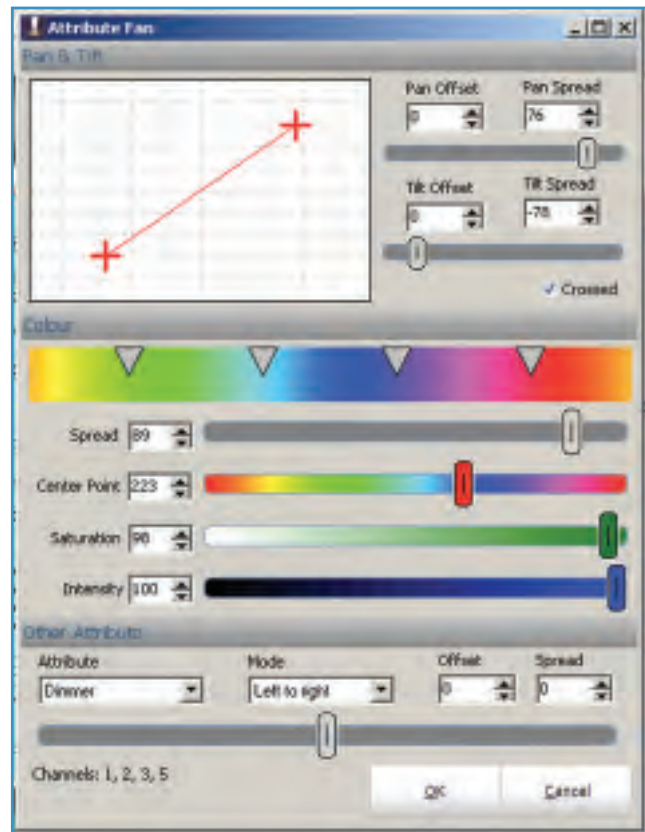 Attribute Fan
Pan & Tilt
Pan Offset Pan Spread
0 76
Tilt Offset Tilt Spread
0 -78
Crossed
Colour
Spread 89
Center Point 223
Saturation 98
Intensity 100
Other Attribute
Attribute Mode Offset Spread
Dimmer Left to right 0 0
Channels: 1, 2, 3, 5
OK Cancel